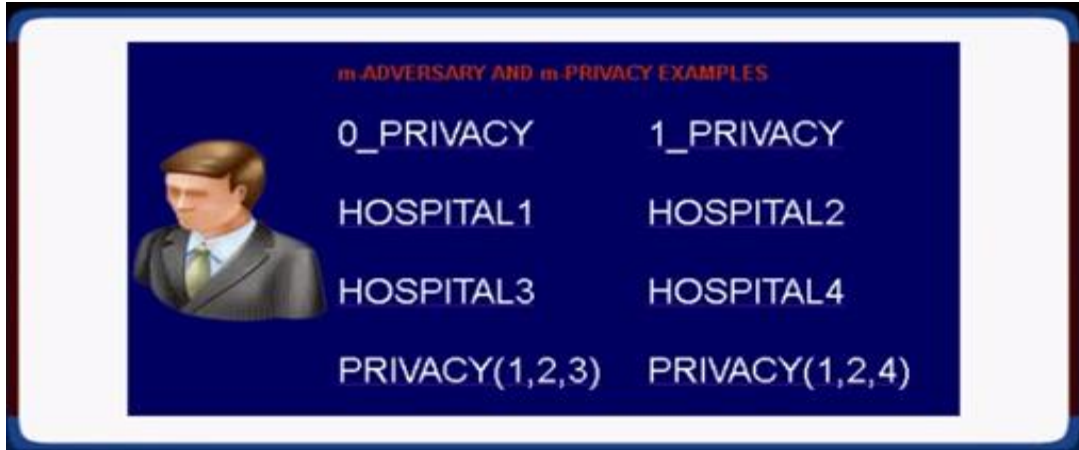 m-ADVERSARY AND m-PRIVACY EXAMPLES
0_PRIVACY 1_PRIVACY
HOSPITAL1 HOSPITAL2
HOSPITAL3 HOSPITAL4
PRIVACY(1,2,3) PRIVACY(1,2,4)